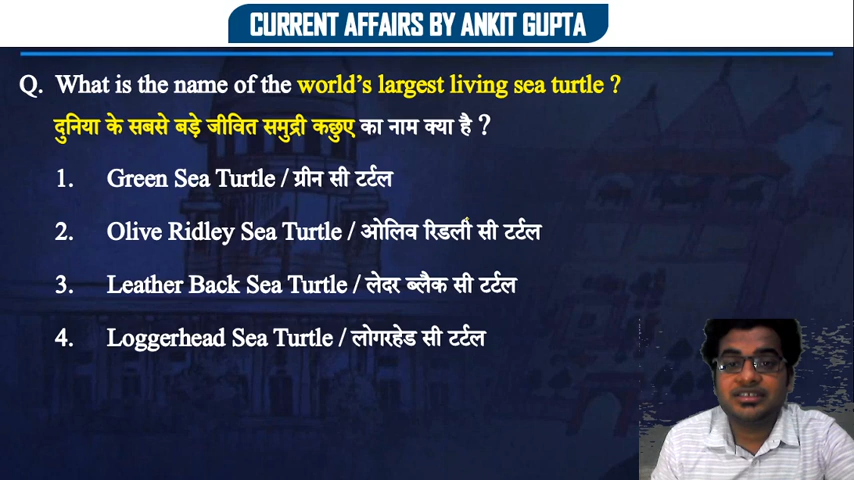 CURRENT AFFAIRS BY ANKIT GUPTA
Q. What is the name of the world's largest living sea turtle ?
दुनिया के सबसे बड़े जीवित समुद्री कछुए का नाम क्या है ?
1. Green Sea Turtle / ग्रीन सी टर्टल
2. Olive Ridley Sea Turtle / ओलिव रिडली सी टर्टल
3. Leather Back Sea Turtle / लेदर ब्लैक सी टर्टल
4. Loggerhead Sea Turtle / लोगरहेड सी टर्टल